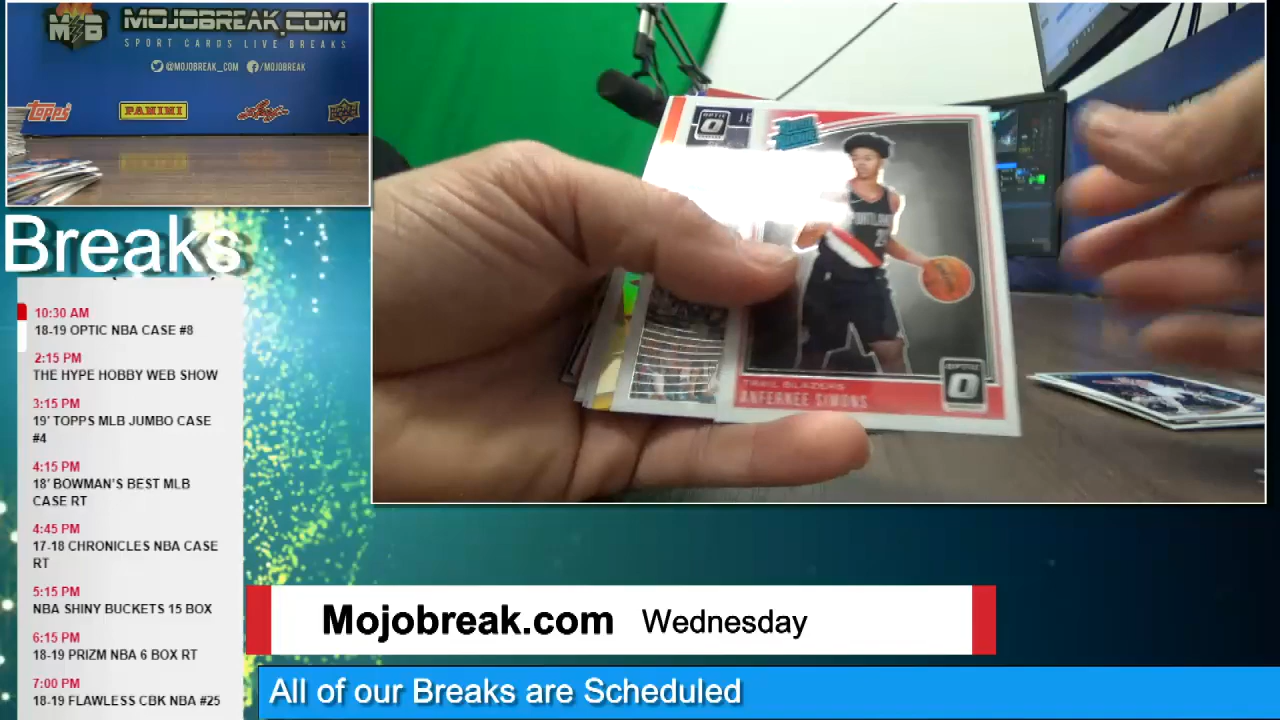 MB MOJOBREAK.COM
SPORT CARDS LIVE BREAKS
@MOJOBREAK_COM /MOJOBREAK
TOPPS PANINI
Breaks
10:30 AM
18-19 OPTIC NBA CASE #8
2:15 PM
THE HYPE HOBBY WEB SHOW
3:15 PM
19' TOPPS MLB JUMBO CASE
#4
4:15 PM
18' BOWMAN'S BEST MLB
CASE RT
4:45 PM
17-18 CHRONICLES NBA CASE
RT
5:15 PM
NBA SHINY BUCKETS 15 BOX
6:15 PM
18-19 PRIZM NBA 6 BOX RT
7:00 PM
18-19 FLAWLESS CBK NBA #25
OPTIC
PORTLAND
OPTIC
TRAIL BLAZERS
ANFERNEE SIMONS
Mojobreak.com Wednesday
All of our Breaks are Scheduled